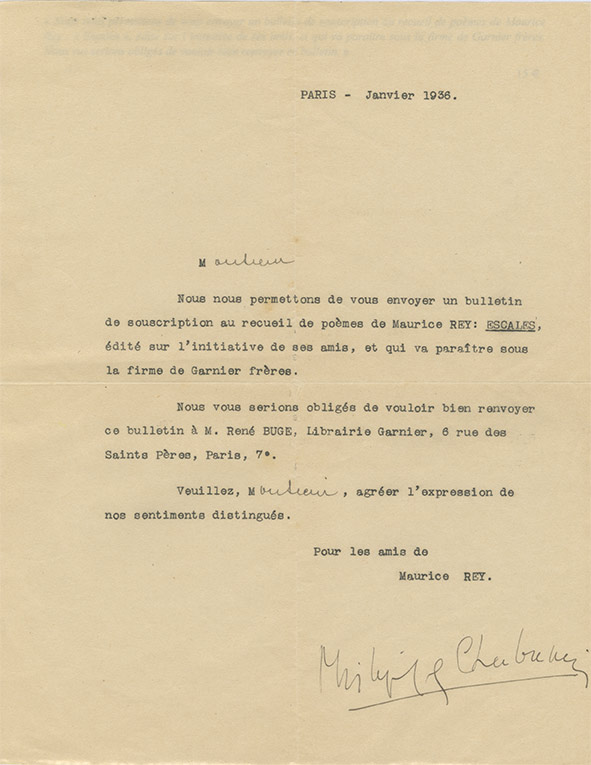 PARIS - Janvier 1936.
Monsieur
Nous nous permettons de vous envoyer un bulletin
de souscription au recueil de poèmes de Maurice REY: ESCALES,
édité sur l'initiative de ses amis, et qui va paraître sous
la firme de Garnier frères.
Nous vous serions obligés de vouloir bien renvoyer
ce bulletin à M. René BUGE, Librairie Garnier, 6 rue des
Saints Pères, Paris, 7°.
Veuillez, Monsieur, agréer l'expression de
nos sentiments distingués.
Pour les amis de
Maurice REY.
Philippe Chabaneix